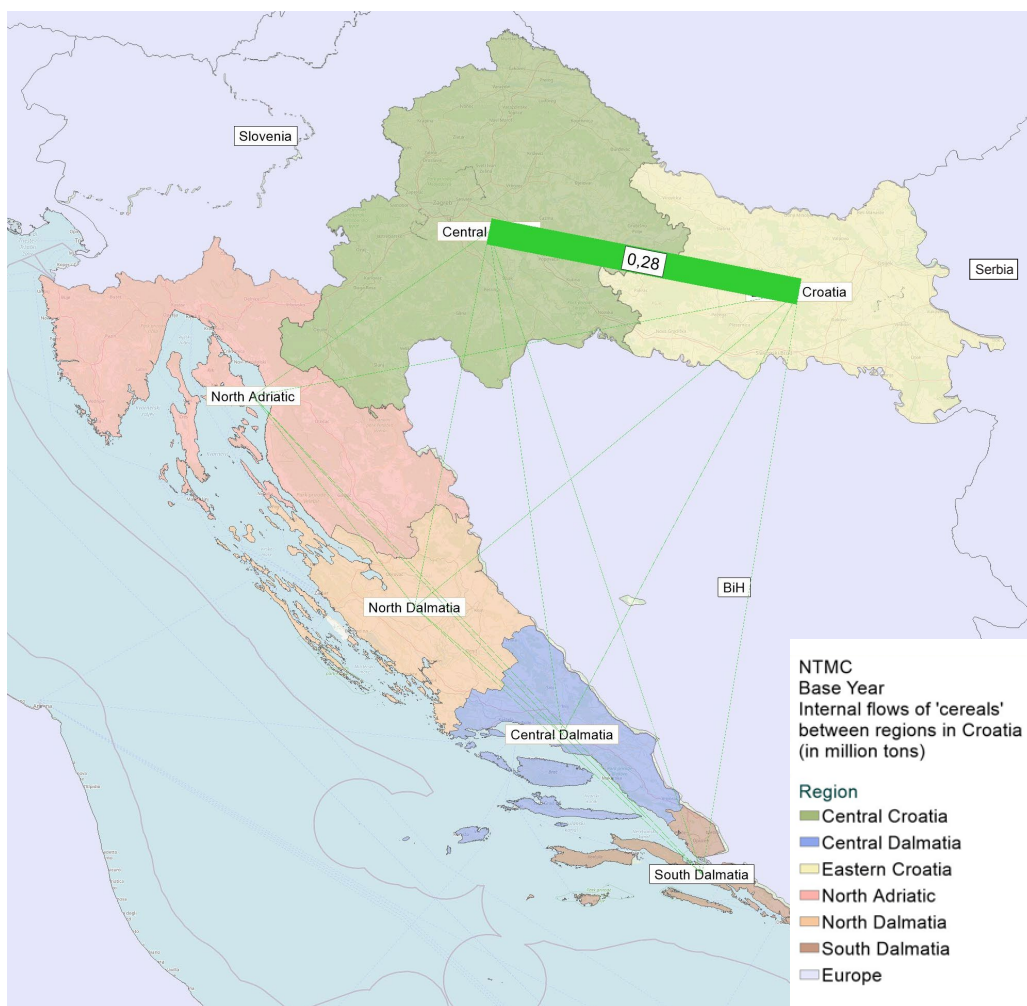 Slovenia
Central
0,28
Croatia
Serbia
North Adriatic
North Dalmatia
BiH
Central Dalmatia
South Dalmatia
NTMC
Base Year
Internal flows of 'cereals'
between regions in Croatia
(in million tons)
Region
Central Croatia
Central Dalmatia
Eastern Croatia
North Adriatic
North Dalmatia
South Dalmatia
Europe